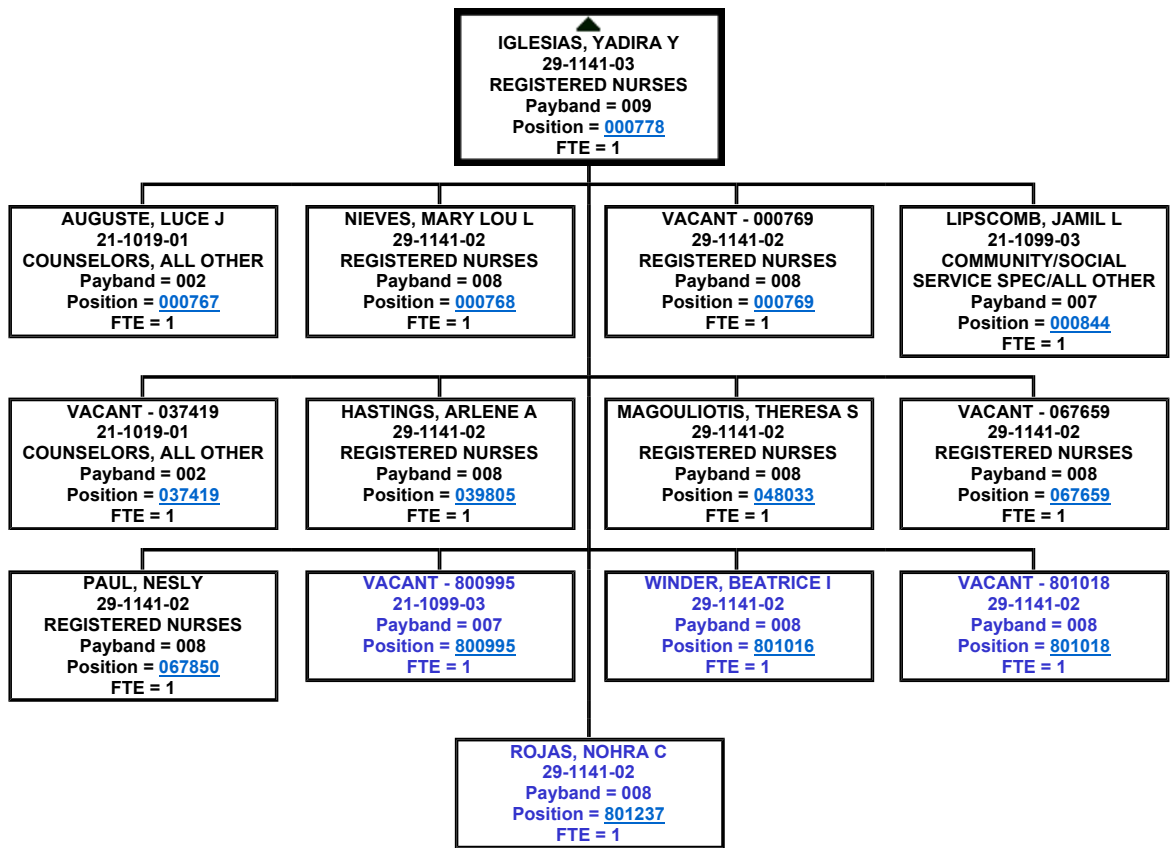 IGLESIAS, YADIRA Y
29-1141-03
REGISTERED NURSES
Payband = 009
Position = 000778
FTE = 1
AUGUSTE, LUCE J
21-1019-01
COUNSELORS, ALL OTHER
Payband = 002
Position = 000767
FTE = 1
NIEVES, MARY LOU L
29-1141-02
REGISTERED NURSES
Payband = 008
Position = 000768
FTE = 1
VACANT - 000769
29-1141-02
REGISTERED NURSES
Payband = 008
Position = 000769
FTE = 1
LIPSCOMB, JAMIL L
21-1099-03
COMMUNITY/SOCIAL
SERVICE SPEC/ALL OTHER
Payband = 007
Position = 000844
FTE = 1
VACANT - 037419
21-1019-01
COUNSELORS, ALL OTHER
Payband = 002
Position = 037419
FTE = 1
HASTINGS, ARLENE A
29-1141-02
REGISTERED NURSES
Payband = 008
Position = 039805
FTE = 1
MAGOULIOTIS, THERESA S
29-1141-02
REGISTERED NURSES
Payband = 008
Position = 048033
FTE = 1
VACANT - 067659
29-1141-02
REGISTERED NURSES
Payband = 008
Position = 067659
FTE = 1
PAUL, NESLY
29-1141-02
REGISTERED NURSES
Payband = 008
Position = 067850
FTE = 1
VACANT - 800995
21-1099-03
Payband = 007
Position = 800995
FTE = 1
WINDER, BEATRICE I
29-1141-02
Payband = 008
Position = 801016
FTE = 1
VACANT - 801018
29-1141-02
Payband = 008
Position = 801018
FTE = 1
ROJAS, NOHRA C
29-1141-02
Payband = 008
Position = 801237
FTE = 1